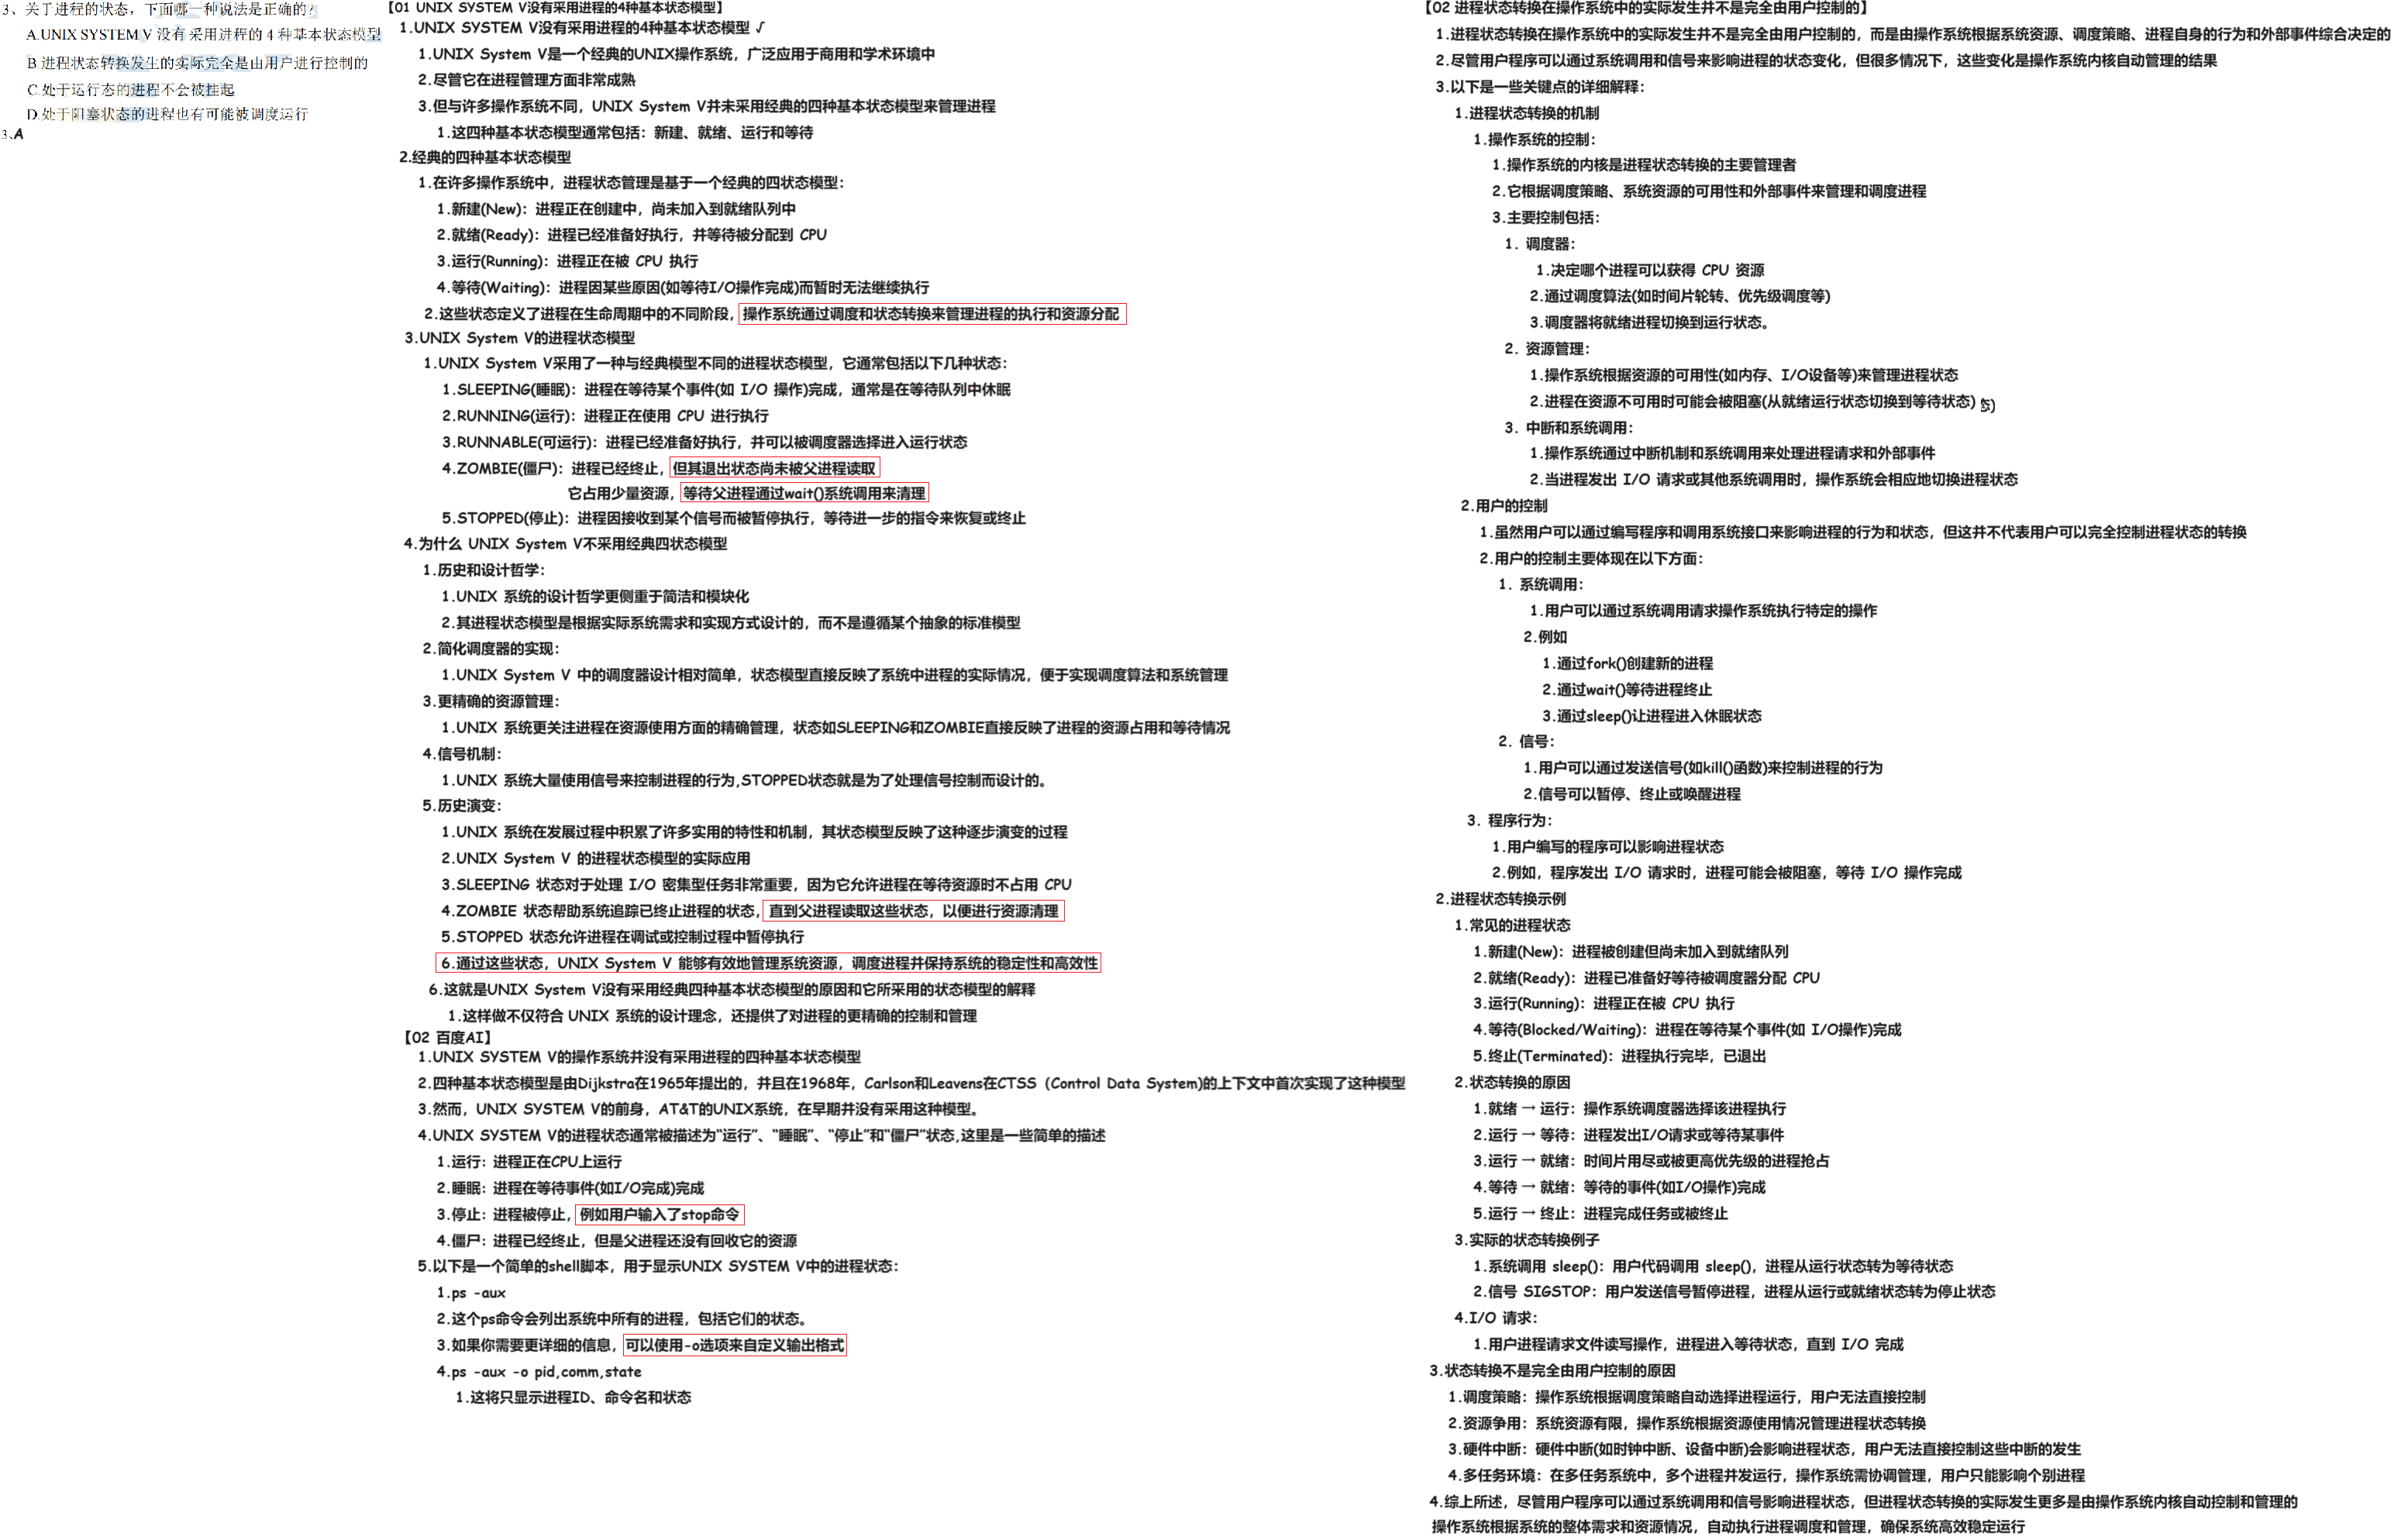 3、关于进程的状态，下面哪一种说法是正确的?
A.UNIX SYSTEM V 没有采用进程的 4 种基本状态模型
B 进程状态转换发生的实际完全是由用户进行控制的
C.处于运行态的进程不会被挂起
D.处于阻塞状态的进程也有可能被调度运行
3、A
【01 UNIX SYSTEM V没有采用进程的4种基本状态模型】
1.UNIX SYSTEM V没有采用进程的4种基本状态模型 √
1.UNIX System V是一个经典的UNIX操作系统，广泛应用于商用和学术环境中
2.尽管它在进程管理方面非常成熟
3.但与许多操作系统不同，UNIX System V并未采用经典的四种基本状态模型来管理进程
1.这四种基本状态模型通常包括：新建、就绪、运行和等待
2.经典的四种基本状态模型
1.在许多操作系统中，进程状态管理是基于一个经典的四状态模型：
1.新建(New)：进程正在创建中，尚未加入到就绪队列中
2.就绪(Ready)：进程已经准备好执行，并等待被分配到 CPU
3.运行(Running)：进程正在被 CPU 执行
4.等待(Waiting)：进程因某些原因(如等待I/O操作完成)而暂时无法继续执行
2.这些状态定义了进程在生命周期中的不同阶段，操作系统通过调度和状态转换来管理进程的执行和资源分配
3.UNIX System V的进程状态模型
1.UNIX System V采用了一种与经典模型不同的进程状态模型，它通常包括以下几种状态：
1.SLEEPING(睡眠)：进程在等待某个事件(如 I/O 操作)完成，通常是在等待队列中休眠
2.RUNNING(运行)：进程正在使用 CPU 进行执行
3.RUNNABLE(可运行)：进程已经准备好执行，并可以被调度器选择进入运行状态
4.ZOMBIE(僵尸)：进程已经终止，但其退出状态尚未被父进程读取
它占用少量资源，等待父进程通过wait()系统调用来清理
5.STOPPED(停止)：进程因接收到某个信号而被暂停执行，等待进一步的指令来恢复或终止
4.为什么 UNIX System V不采用经典四状态模型
1.历史和设计哲学：
1.UNIX 系统的设计哲学更侧重于简洁和模块化
2.其进程状态模型是根据实际系统需求和实现方式设计的，而不是遵循某个抽象的标准模型
2.简化调度器的实现：
1.UNIX System V 中的调度器设计相对简单，状态模型直接反映了系统中进程的实际情况，便于实现调度算法和系统管理
3.更精确的资源管理：
1.UNIX 系统更关注进程在资源使用方面的精确管理，状态如SLEEPING和ZOMBIE直接反映了进程的资源占用和等待情况
4.信号机制：
1.UNIX 系统大量使用信号来控制进程的行为,STOPPED状态就是为了处理信号控制而设计的。
5.历史演变：
1.UNIX 系统在发展过程中积累了许多实用的特性和机制，其状态模型反映了这种逐步演变的过程
2.UNIX System V 的进程状态模型的实际应用
3.SLEEPING 状态对于处理 I/O 密集型任务非常重要，因为它允许进程在等待资源时不占用 CPU
4.ZOMBIE 状态帮助系统追踪已终止进程的状态，直到父进程读取这些状态，以便进行资源清理
5.STOPPED 状态允许进程在调试或控制过程中暂停执行
6.通过这些状态，UNIX System V 能够有效地管理系统资源，调度进程并保持系统的稳定性和高效性
6.这就是UNIX System V没有采用经典四种基本状态模型的原因和它所采用的状态模型的解释
1.这样做不仅符合 UNIX 系统的设计理念，还提供了对进程的更精确的控制和管理
【02 百度AI】
1.UNIX SYSTEM V的操作系统并没有采用进程的四种基本状态模型
2.四种基本状态模型是由Dijkstra在1965年提出的，并且在1968年，Carlson和Leavens在CTSS（Control Data System)的上下文中首次实现了这种模型
3.然而，UNIX SYSTEM V的前身，AT&T的UNIX系统，在早期并没有采用这种模型。
4.UNIX SYSTEM V的进程状态通常被描述为“运行”、“睡眠”、“停止”和“僵尸”状态,这里是一些简单的描述
1.运行：进程正在CPU上运行
2.睡眠：进程在等待事件(如I/O完成)完成
3.停止：进程被停止，例如用户输入了stop命令
4.僵尸：进程已经终止，但是父进程还没有回收它的资源
5.以下是一个简单的shell脚本，用于显示UNIX SYSTEM V中的进程状态：
1.ps -aux
2.这个ps命令会列出系统中所有的进程，包括它们的状态。
3.如果你需要更详细的信息，可以使用-o选项来自定义输出格式
4.ps -aux -o pid,comm,state
1.这将只显示进程ID、命令名和状态
【02 进程状态转换在操作系统中的实际发生并不是完全由用户控制的】
1.进程状态转换在操作系统中的实际发生并不是完全由用户控制的，而是由操作系统根据系统资源、调度策略、进程自身的行为和外部事件综合决定的
2.尽管用户程序可以通过系统调用和信号来影响进程的状态变化，但很多情况下，这些变化是操作系统内核自动管理的结果
3.以下是一些关键点的详细解释：
1.进程状态转换的机制
1.操作系统的控制：
1.操作系统的内核是进程状态转换的主要管理者
2.它根据调度策略、系统资源的可用性和外部事件来管理和调度进程
3.主要控制包括：
1. 调度器：
1.决定哪个进程可以获得 CPU 资源
2.通过调度算法(如时间片轮转、优先级调度等)
3.调度器将就绪进程切换到运行状态。
2. 资源管理：
1.操作系统根据资源的可用性(如内存、I/O设备等)来管理进程状态
2.进程在资源不可用时可能会被阻塞(从就绪运行状态切换到等待状态)
3. 中断和系统调用：
1.操作系统通过中断机制和系统调用来处理进程请求和外部事件
2.当进程发出 I/O 请求或其他系统调用时，操作系统会相应地切换进程状态
2.用户的控制
1.虽然用户可以通过编写程序和调用系统接口来影响进程的行为和状态，但这并不代表用户可以完全控制进程状态的转换
2.用户的控制主要体现在以下方面：
1. 系统调用：
1.用户可以通过系统调用请求操作系统执行特定的操作
2.例如
1.通过fork()创建新的进程
2.通过wait()等待进程终止
3.通过sleep()让进程进入休眠状态
2. 信号：
1.用户可以通过发送信号(如kill()函数)来控制进程的行为
2.信号可以暂停、终止或唤醒进程
3. 程序行为：
1.用户编写的程序可以影响进程状态
2.例如，程序发出 I/O 请求时，进程可能会被阻塞，等待 I/O 操作完成
2.进程状态转换示例
1.常见的进程状态
1.新建(New)：进程被创建但尚未加入到就绪队列
2.就绪(Ready)：进程已准备好等待被调度器分配 CPU
3.运行(Running)：进程正在被 CPU 执行
4.等待(Blocked/Waiting)：进程在等待某个事件(如 I/O操作)完成
5.终止(Terminated)：进程执行完毕，已退出
2.状态转换的原因
1.就绪 → 运行：操作系统调度器选择该进程执行
2.运行 → 等待：进程发出I/O请求或等待某事件
3.运行 → 就绪：时间片用尽或被更高优先级的进程抢占
4.等待 → 就绪：等待的事件(如I/O操作)完成
5.运行 → 终止：进程完成任务或被终止
3.实际的状态转换例子
1.系统调用 sleep()：用户代码调用 sleep()，进程从运行状态转为等待状态
2.信号 SIGSTOP：用户发送信号暂停进程，进程从运行或就绪状态转为停止状态
4.I/O 请求：
1.用户进程请求文件读写操作，进程进入等待状态，直到 I/O 完成
3.状态转换不是完全由用户控制的原因
1.调度策略：操作系统根据调度策略自动选择进程运行，用户无法直接控制
2.资源争用：系统资源有限，操作系统根据资源使用情况管理进程状态转换
3.硬件中断：硬件中断(如时钟中断、设备中断)会影响进程状态，用户无法直接控制这些中断的发生
4.多任务环境：在多任务系统中，多个进程并发运行，操作系统需协调管理，用户只能影响个别进程
4.综上所述，尽管用户程序可以通过系统调用和信号影响进程状态，但进程状态转换的实际发生更多是由操作系统内核自动控制和管理的
操作系统根据系统的整体需求和资源情况，自动执行进程调度和管理，确保系统高效稳定运行